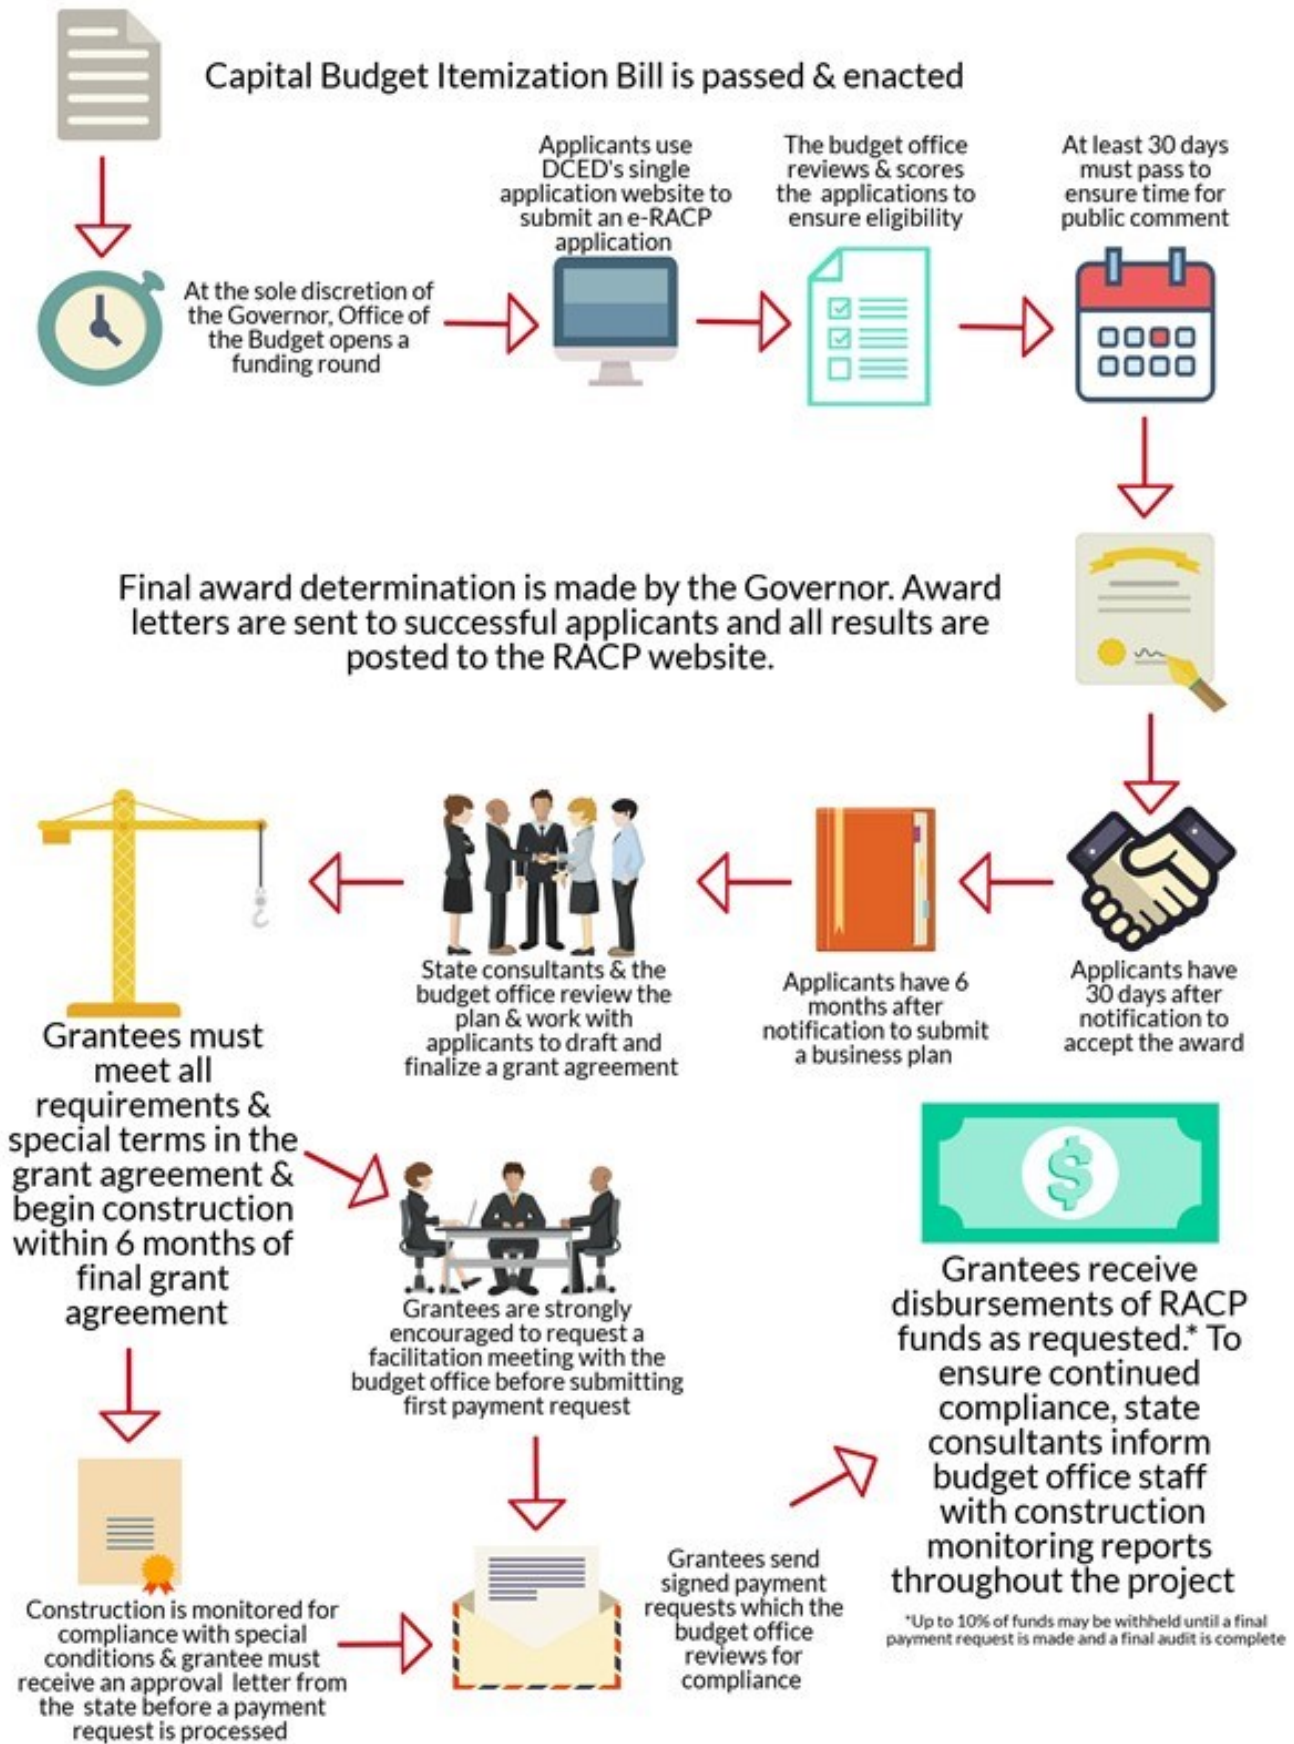 Capital Budget Itemization Bill is passed & enacted
At the sole discretion of
the Governor, Office of
the Budget opens a
funding round
Applicants use
DCED's single
application website to
submit an e-RACP
application
The budget office
reviews & scores
the applications to
ensure eligibility
At least 30 days
must pass to
ensure time for
public comment
Final award determination is made by the Governor. Award
letters are sent to successful applicants and all results are
posted to the RACP website.
Applicants have
30 days after
notification to
accept the award
Applicants have 6
months after
notification to submit
a business plan
State consultants & the
budget office review the
plan & work with
applicants to draft and
finalize a grant agreement
Grantees must
meet all
requirements &
special terms in the
grant agreement &
begin construction
within 6 months of
final grant
agreement
Grantees are strongly
encouraged to request a
facilitation meeting with the
budget office before submitting
first payment request
Construction is monitored for
compliance with special
conditions & grantee must
receive an approval letter from
the state before a payment
request is processed
Grantees send
signed payment
requests which the
budget office
reviews for
compliance
$
Grantees receive
disbursements of RACP
funds as requested.* To
ensure continued
compliance, state
consultants inform
budget office staff
with construction
monitoring reports
throughout the project
*Up to 10% of funds may be withheld until a final
payment request is made and a final audit is complete